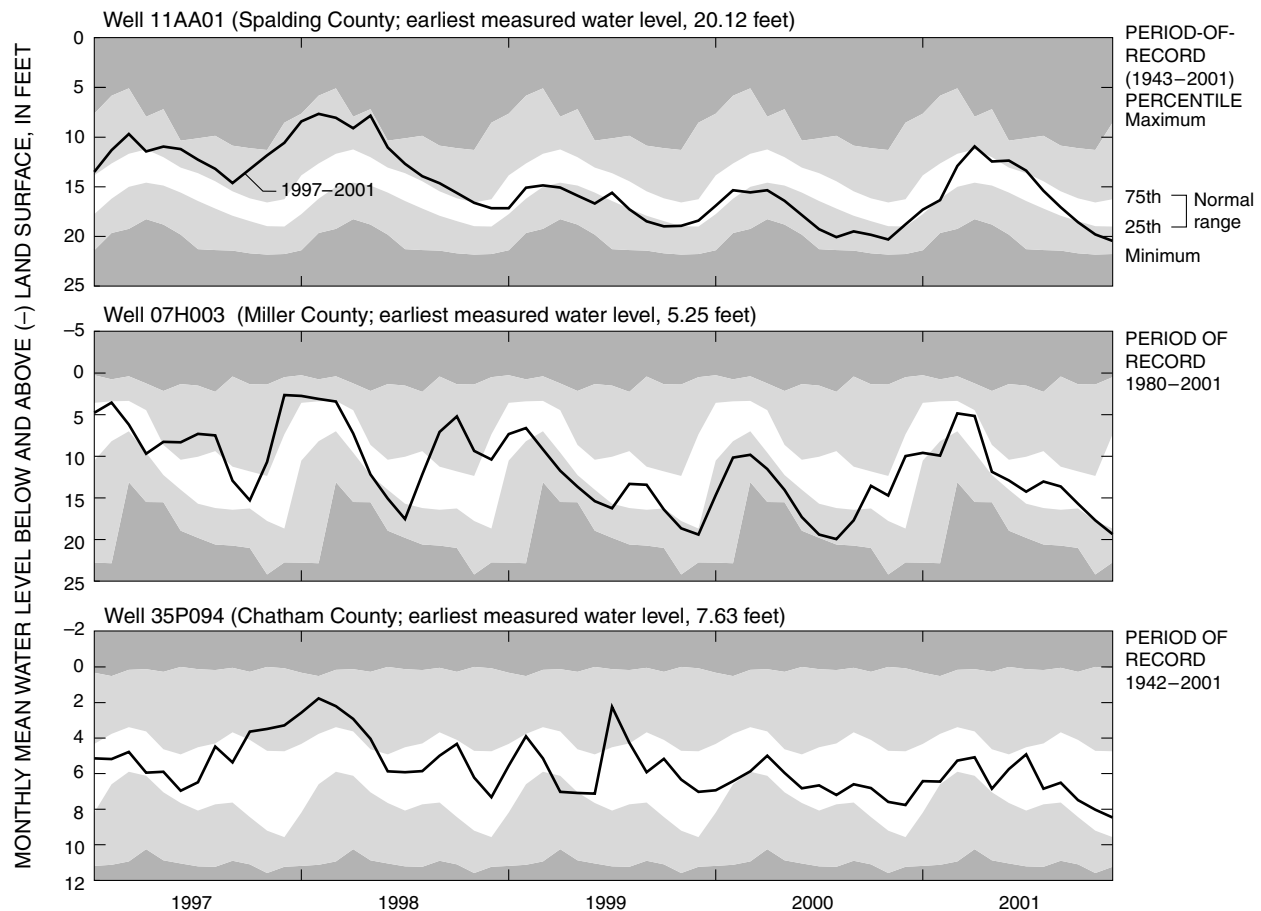 MONTHLY MEAN WATER LEVEL BELOW AND ABOVE (–) LAND SURFACE, IN FEET
Well 11AA01 (Spalding County; earliest measured water level, 20.12 feet)
0
5
10
15
20
25
1997–2001
PERIOD-OF-
RECORD
(1943–2001)
PERCENTILE
Maximum
75th
25th
Normal
range
Minimum
Well 07H003 (Miller County; earliest measured water level, 5.25 feet)
–5
0
5
10
15
20
25
PERIOD OF
RECORD
1980–2001
Well 35P094 (Chatham County; earliest measured water level, 7.63 feet)
–2
0
2
4
6
8
10
12
PERIOD OF
RECORD
1942–2001
1997 1998 1999 2000 2001